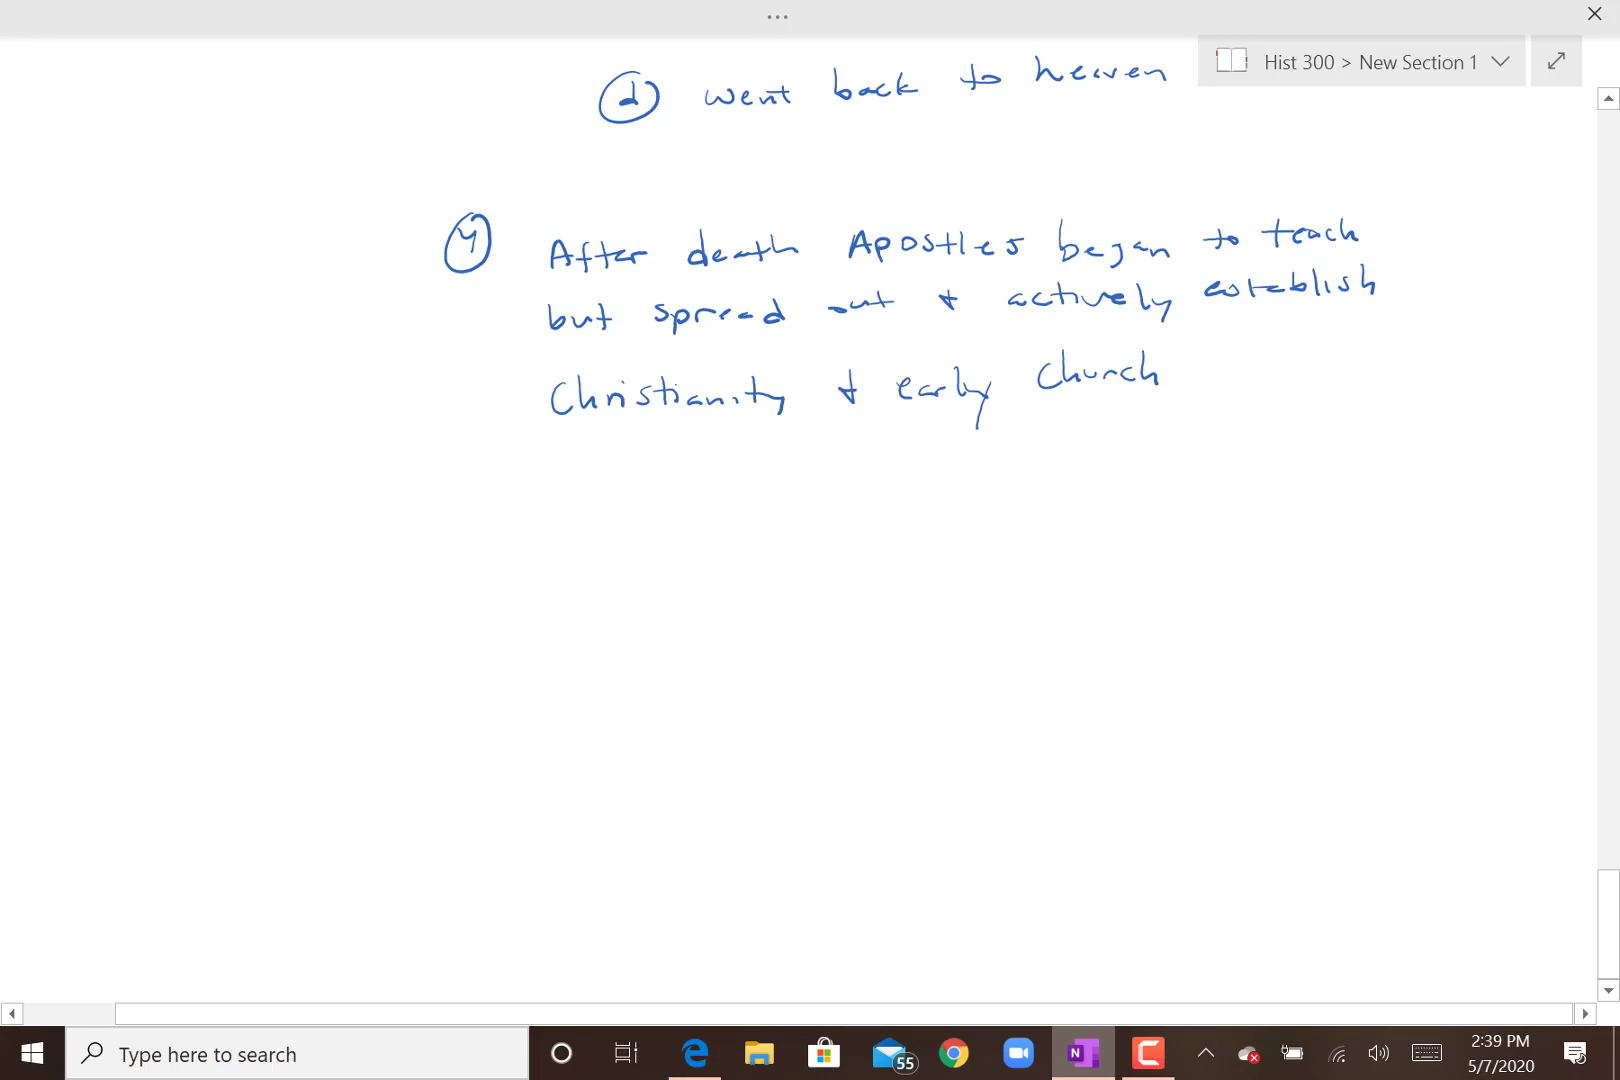 Hist 300 > New Section 1
d went back to heaven
4 After death Apostles began to teach
but spread out + actively establish
Christianity + early church
Type here to search
55
N
2:39 PM
5/7/2020